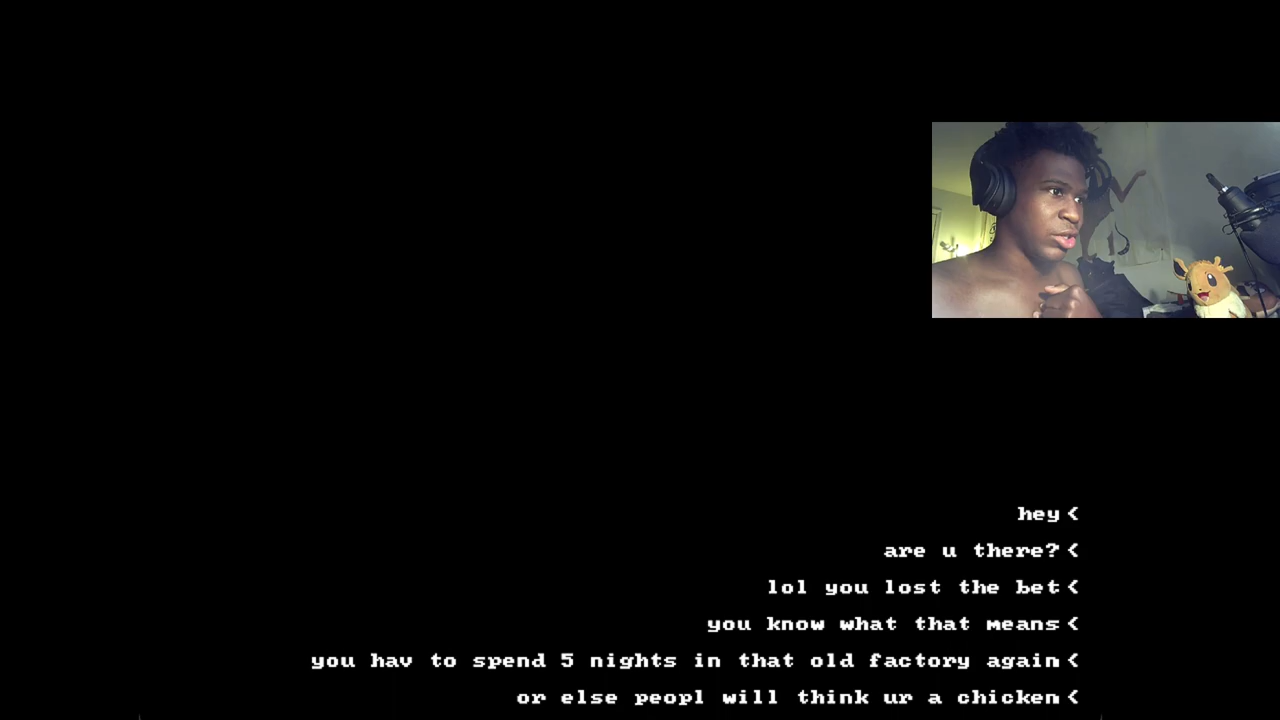 hey <
are u there? <
lol you lost the bet <
you know what that means <
you hav to spend 5 nights in that old factory again <
or else peopl will think ur a chicken <